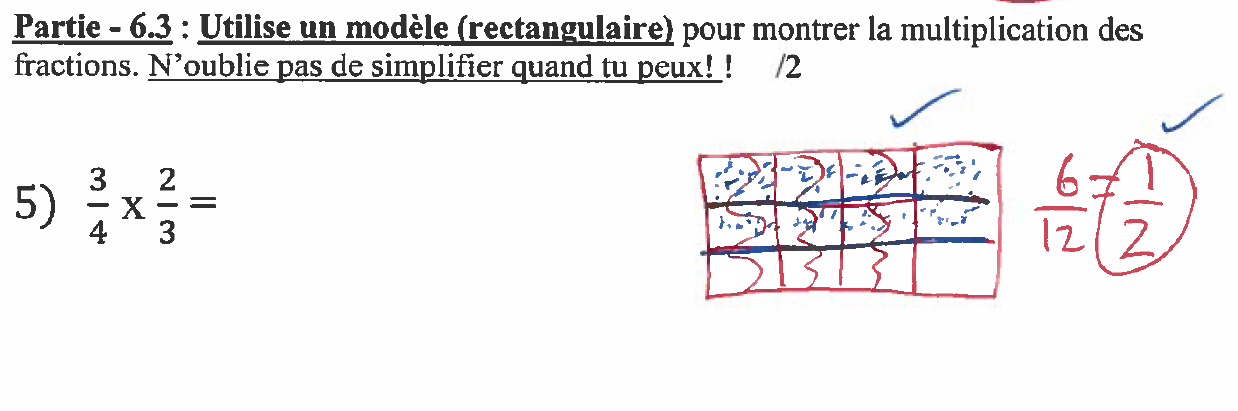 Partie - 6.3 : Utilise un modèle (rectangulaire) pour montrer la multiplication des
fractions. N'oublie pas de simplifier quand tu peux! ! /2
5) 3/4 x 2/3 =
6/12 = 1/2